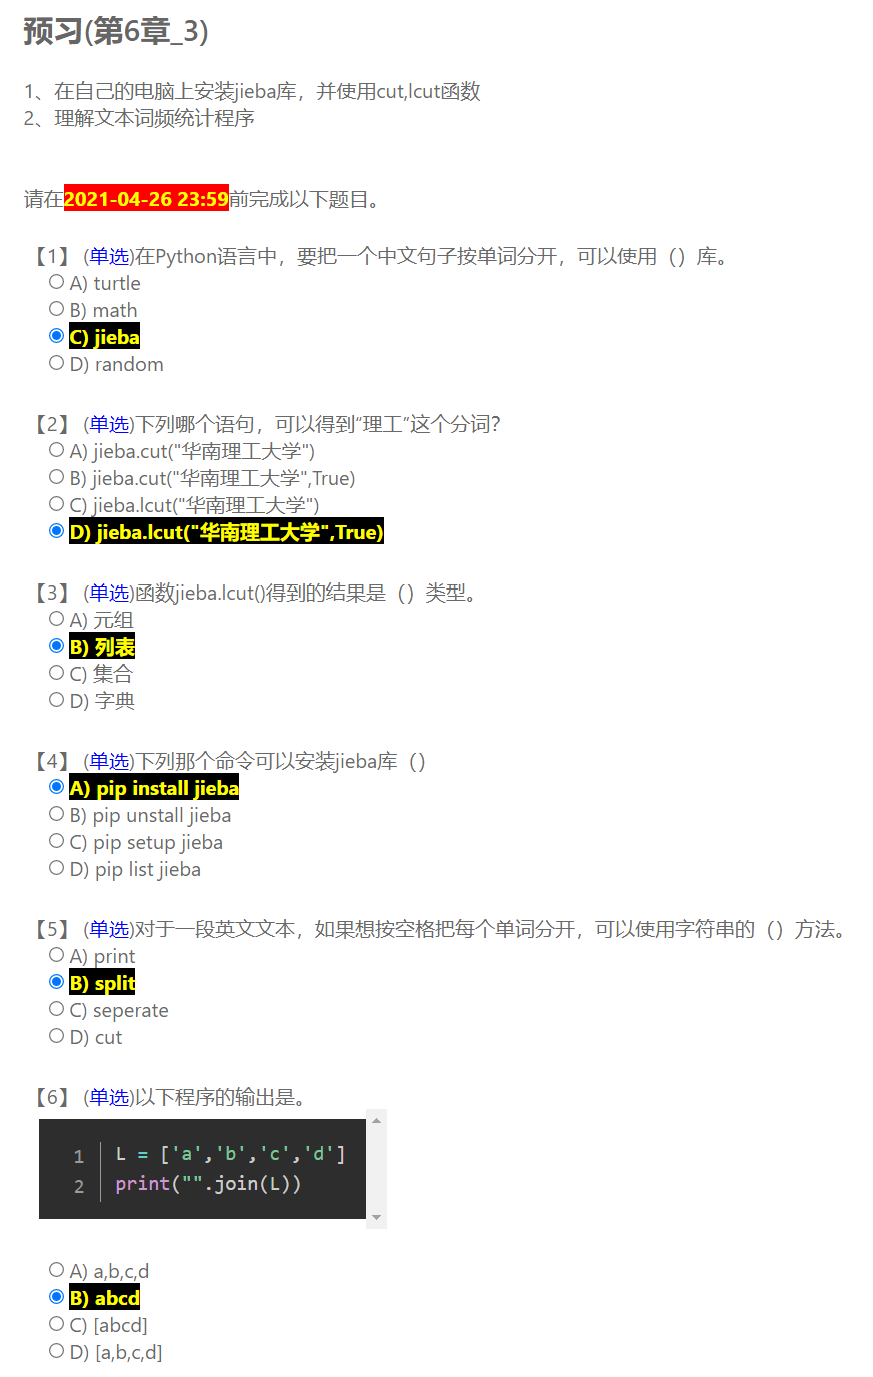 预习(第6章_3)
1、在自己的电脑上安装jieba库，并使用cut,lcut函数
2、理解文本词频统计程序
请在2021-04-26 23:59前完成以下题目。
【1】 (单选)在Python语言中，要把一个中文句子按单词分开，可以使用（）库。
A) turtle
B) math
C) jieba
D) random
【2】 (单选)下列哪个语句，可以得到“理工”这个分词？
A) jieba.cut("华南理工大学")
B) jieba.cut("华南理工大学",True)
C) jieba.lcut("华南理工大学")
D) jieba.lcut("华南理工大学",True)
【3】 (单选)函数jieba.lcut()得到的结果是（）类型。
A) 元组
B) 列表
C) 集合
D) 字典
【4】 (单选)下列那个命令可以安装jieba库（）
A) pip install jieba
B) pip unstall jieba
C) pip setup jieba
D) pip list jieba
【5】 (单选)对于一段英文文本，如果想按空格把每个单词分开，可以使用字符串的（）方法。
A) print
B) split
C) seperate
D) cut
【6】 (单选)以下程序的输出是。
1 L = ['a','b','c','d']
2 print("".join(L))
A) a,b,c,d
B) abcd
C) [abcd]
D) [a,b,c,d]